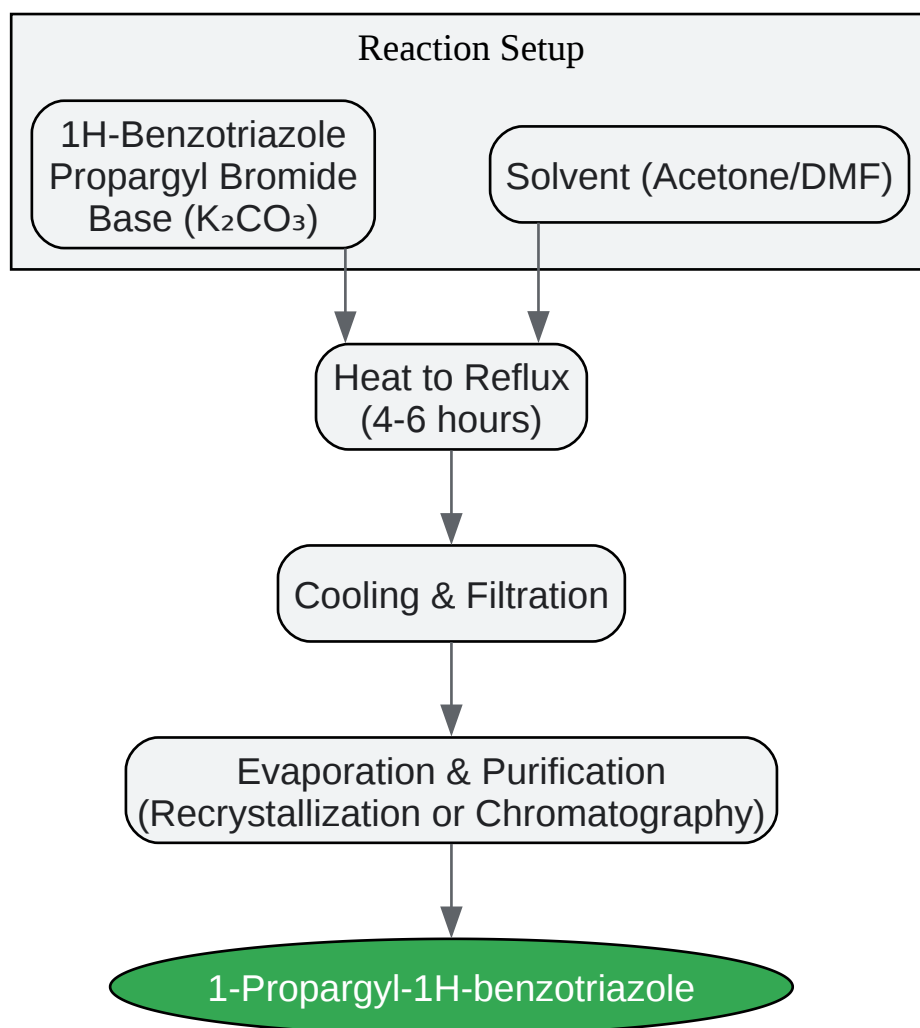 Reaction Setup
1H-Benzotriazole
Propargyl Bromide
Base (K₂CO₃)
Solvent (Acetone/DMF)
Heat to Reflux
(4-6 hours)
Cooling & Filtration
Evaporation & Purification
(Recrystallization or Chromatography)
1-Propargyl-1H-benzotriazole